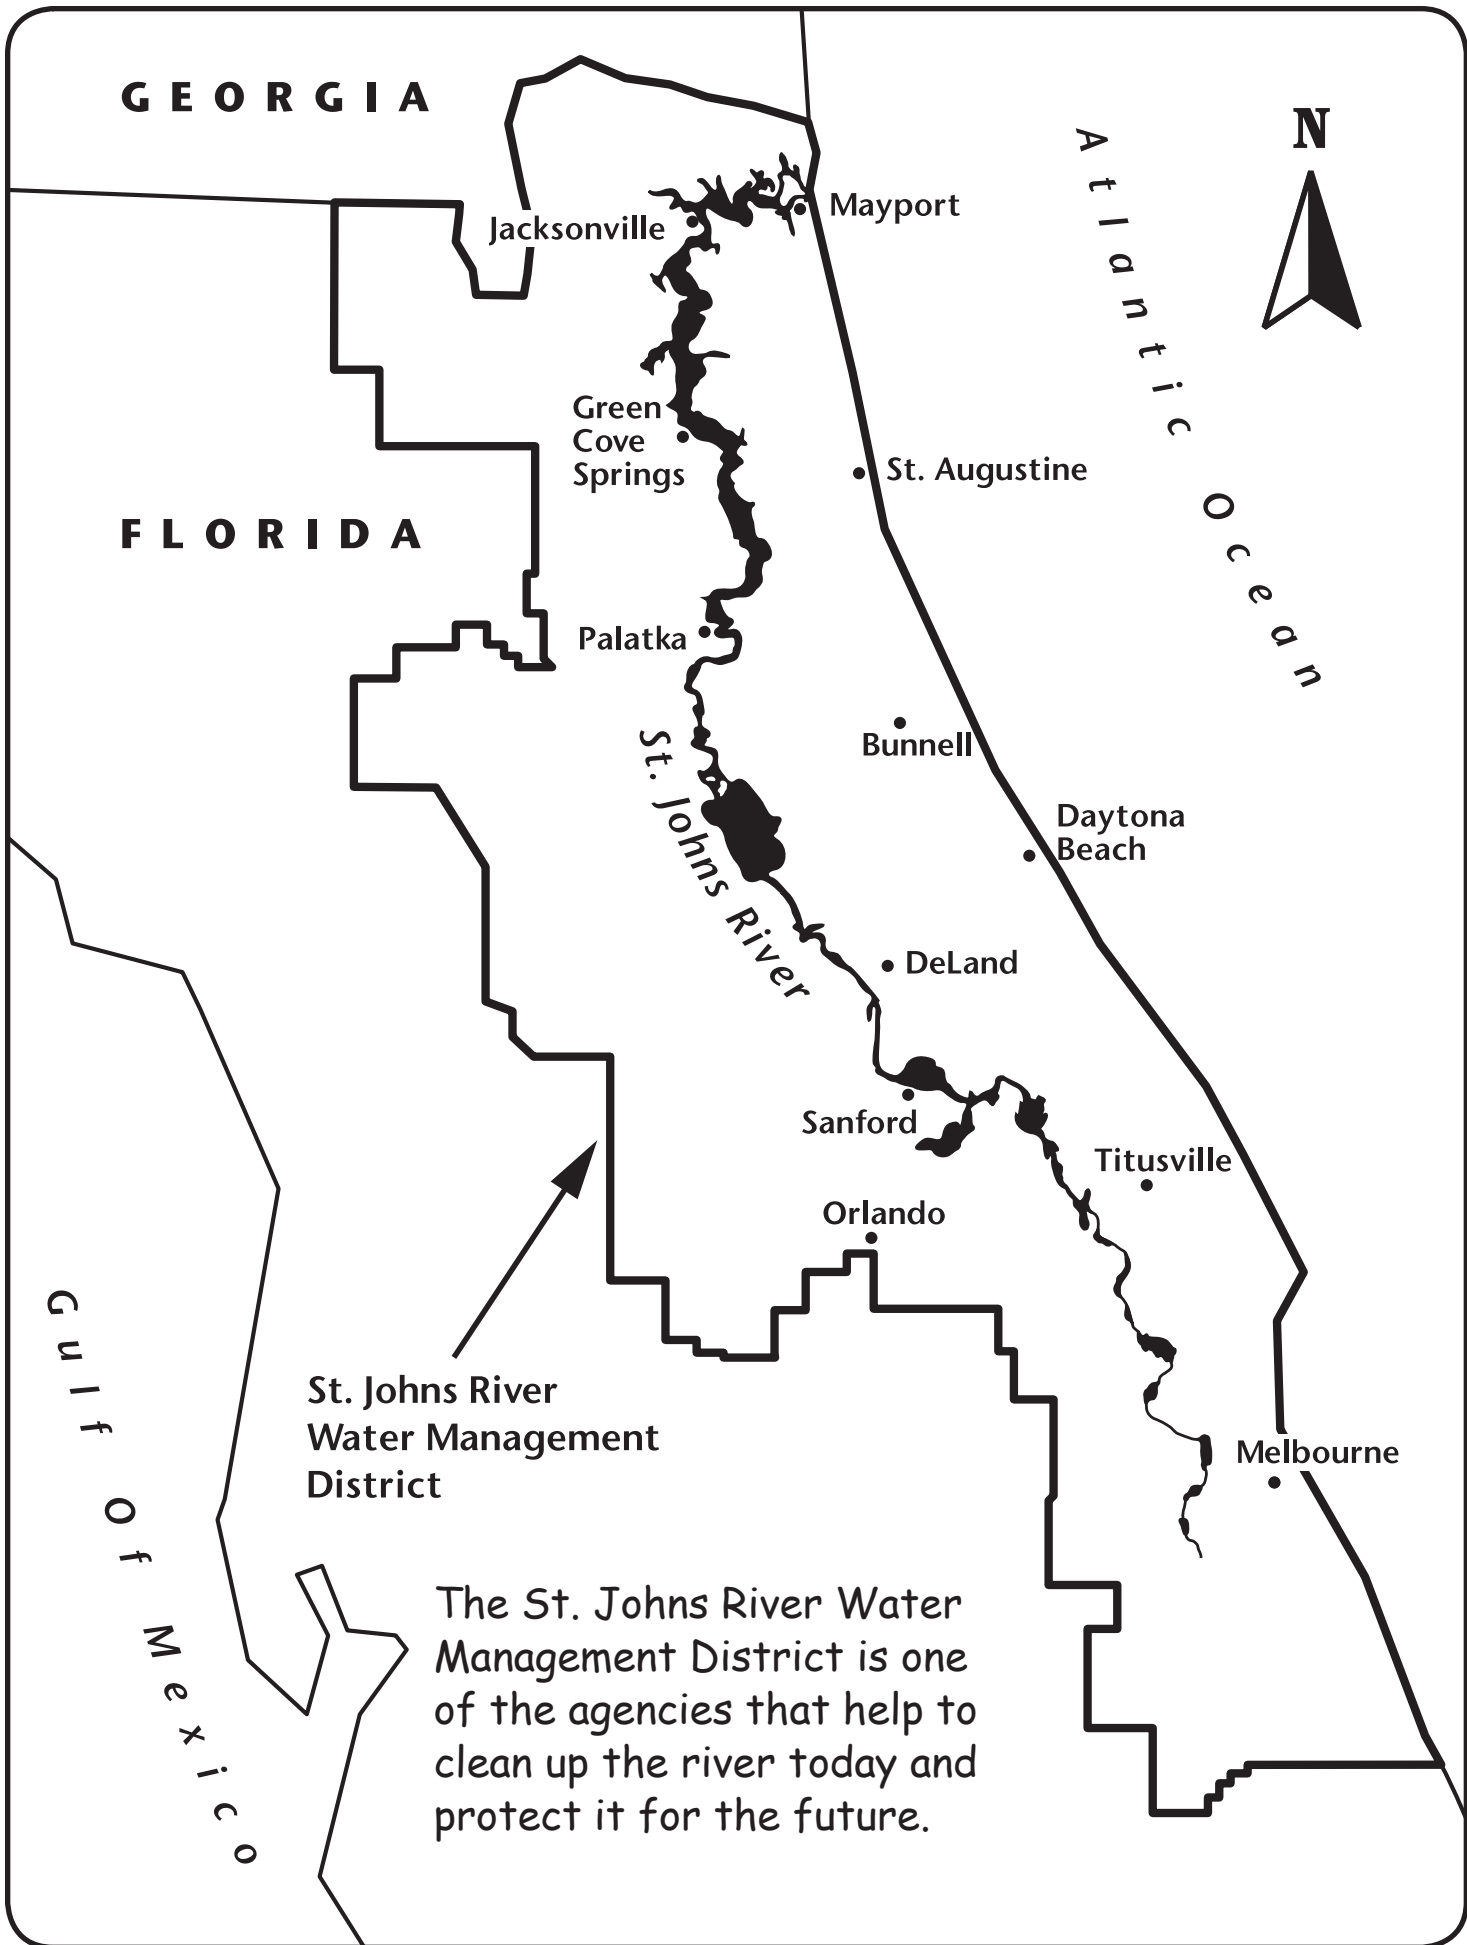 GEORGIA
N
Atlantic Ocean
Mayport
Jacksonville
Green
Cove
Springs
St. Augustine
FLORIDA
Palatka
Bunnell
St. Johns River
Daytona
Beach
DeLand
Sanford
Titusville
Orlando
Gulf Of Mexico
St. Johns River
Water Management
District
Melbourne
The St. Johns River Water
Management District is one
of the agencies that help to
clean up the river today and
protect it for the future.